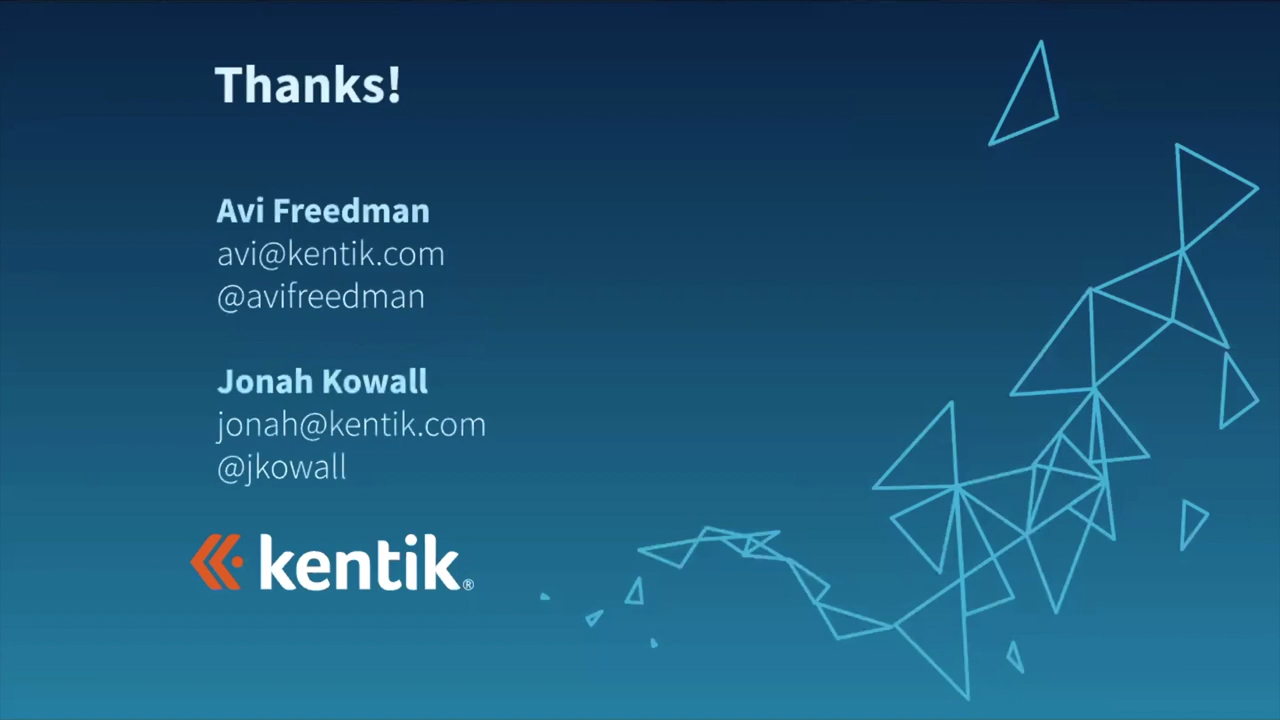 Thanks!
Avi Freedman
avi@kentik.com
@avifreedman
Jonah Kowall
jonah@kentik.com
@jkowall
kentik®